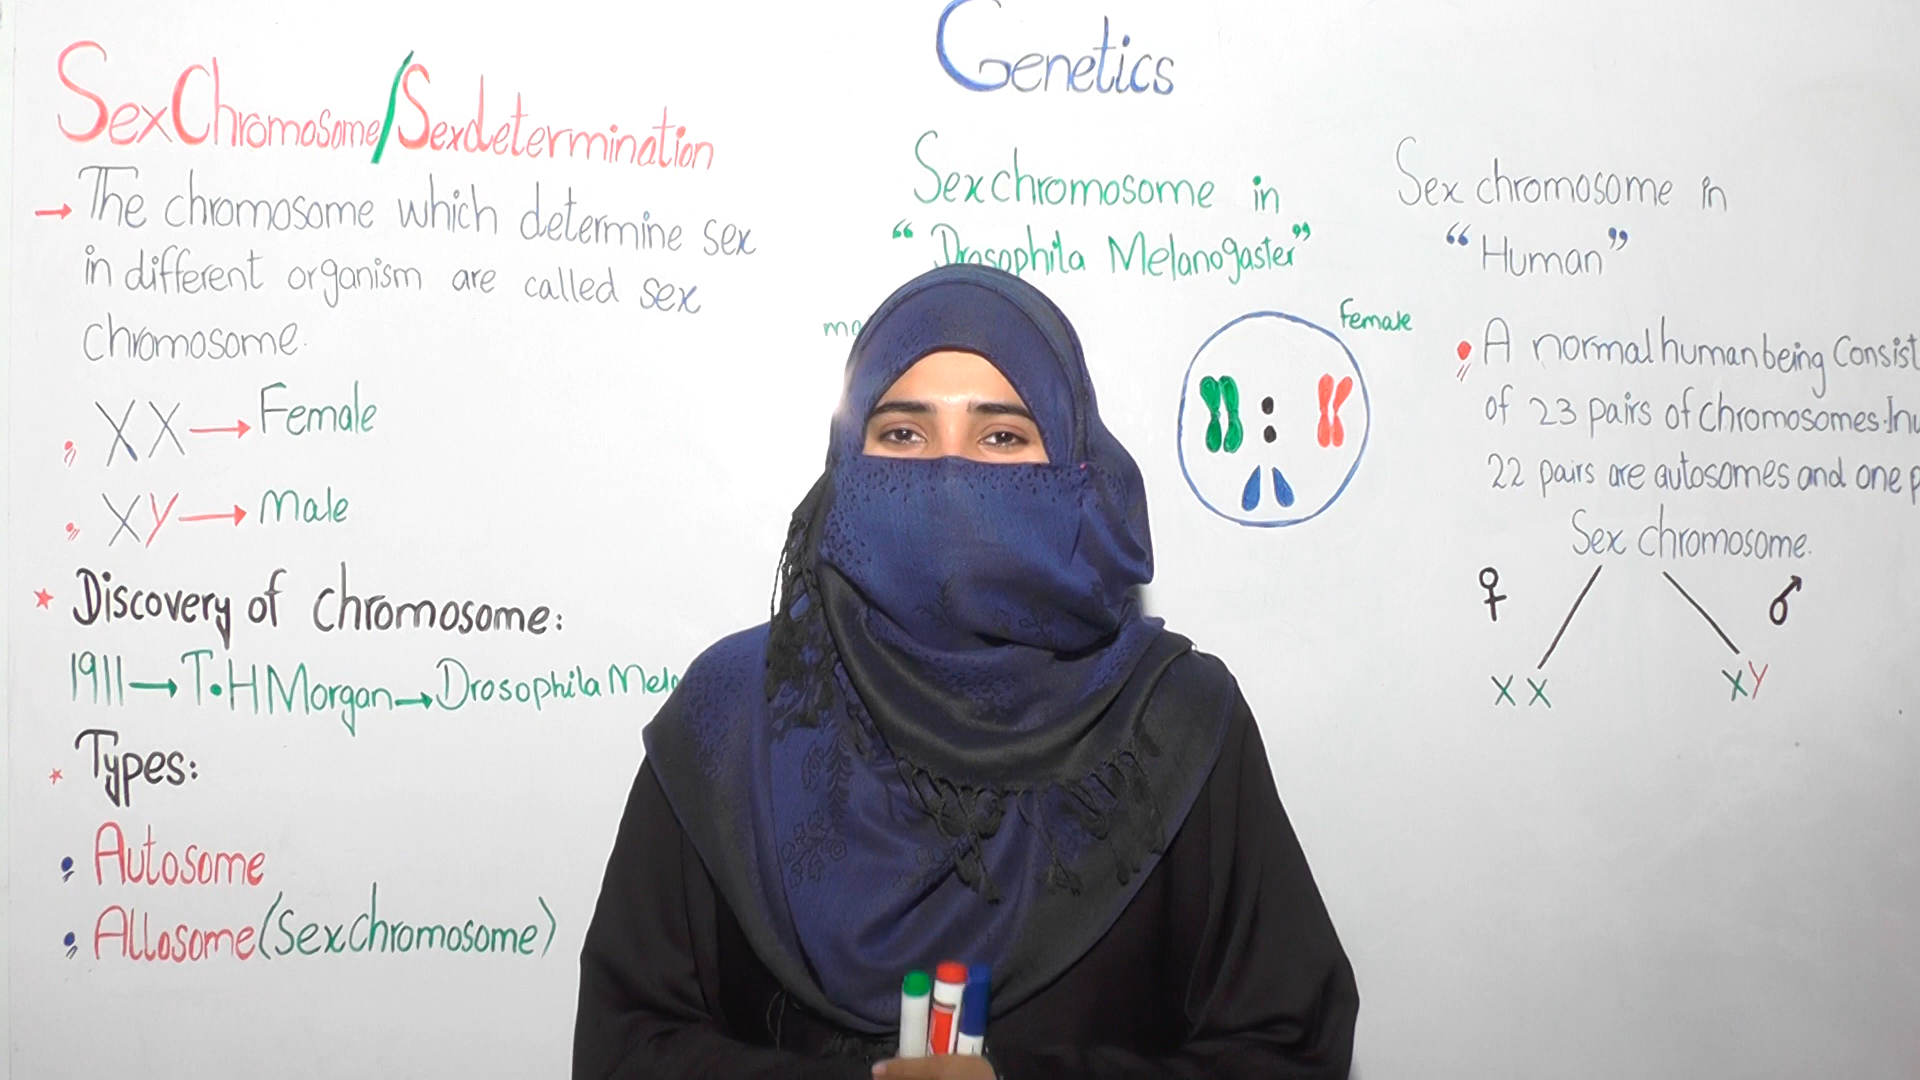 Genetics
Sex Chromosome/Sex determination
→ The chromosome which determine sex
in different organism are called sex
chromosome.
XX → Female
XY → Male
* Discovery of chromosome:
1911 → T.H Morgan → Drosophila Mela
* Types:
Autosome
Allosome (Sex chromosome)
Sex chromosome in
“ Drosophila Melanogaster”
ma
Female
Sex chromosome in
“ Human”
A normal human being Consist
of 23 pairs of chromosomes. In
22 pairs are autosomes and one p
Sex chromosome.
♀ ♂
XX XY